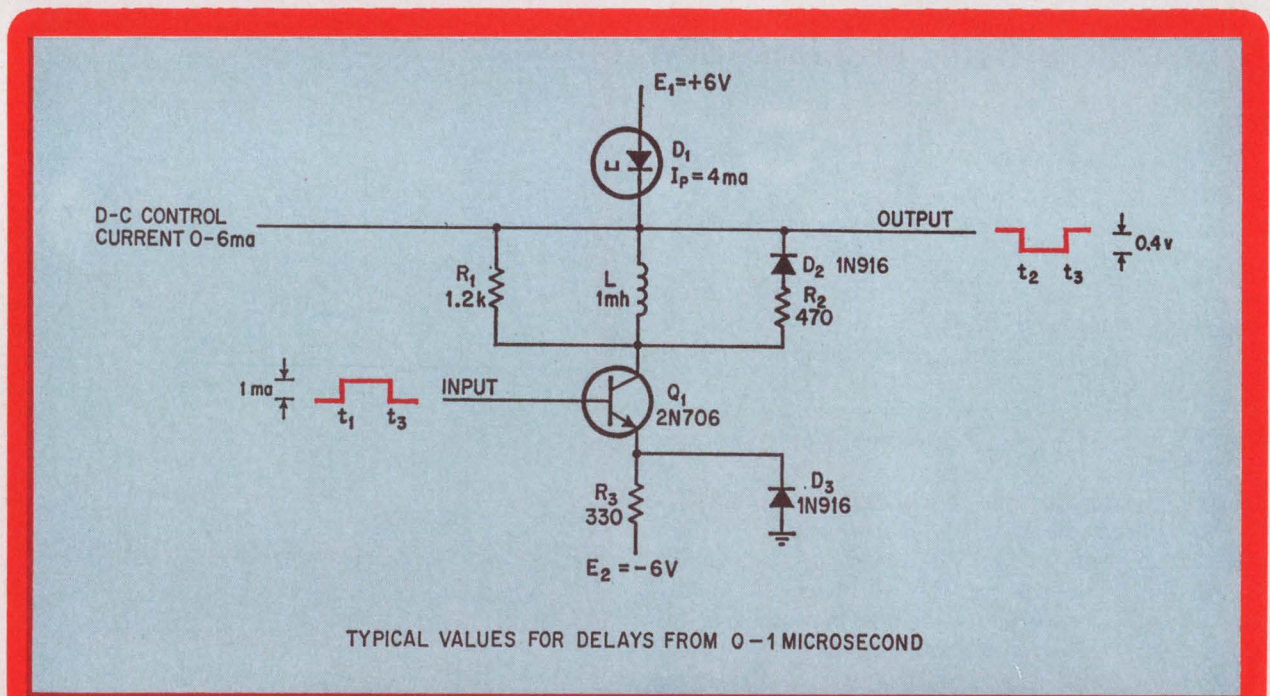 E₁=+6V
D₁
Iₚ=4ma
D-C CONTROL
CURRENT 0-6ma
OUTPUT
0.4v
t₂ t₃
R₁
1.2k
L
1mh
D₂ 1N916
R₂
470
1 ma
t₁ t₃
INPUT
Q₁
2N706
R₃
330
D₃
1N916
E₂=-6V
TYPICAL VALUES FOR DELAYS FROM 0-1 MICROSECOND